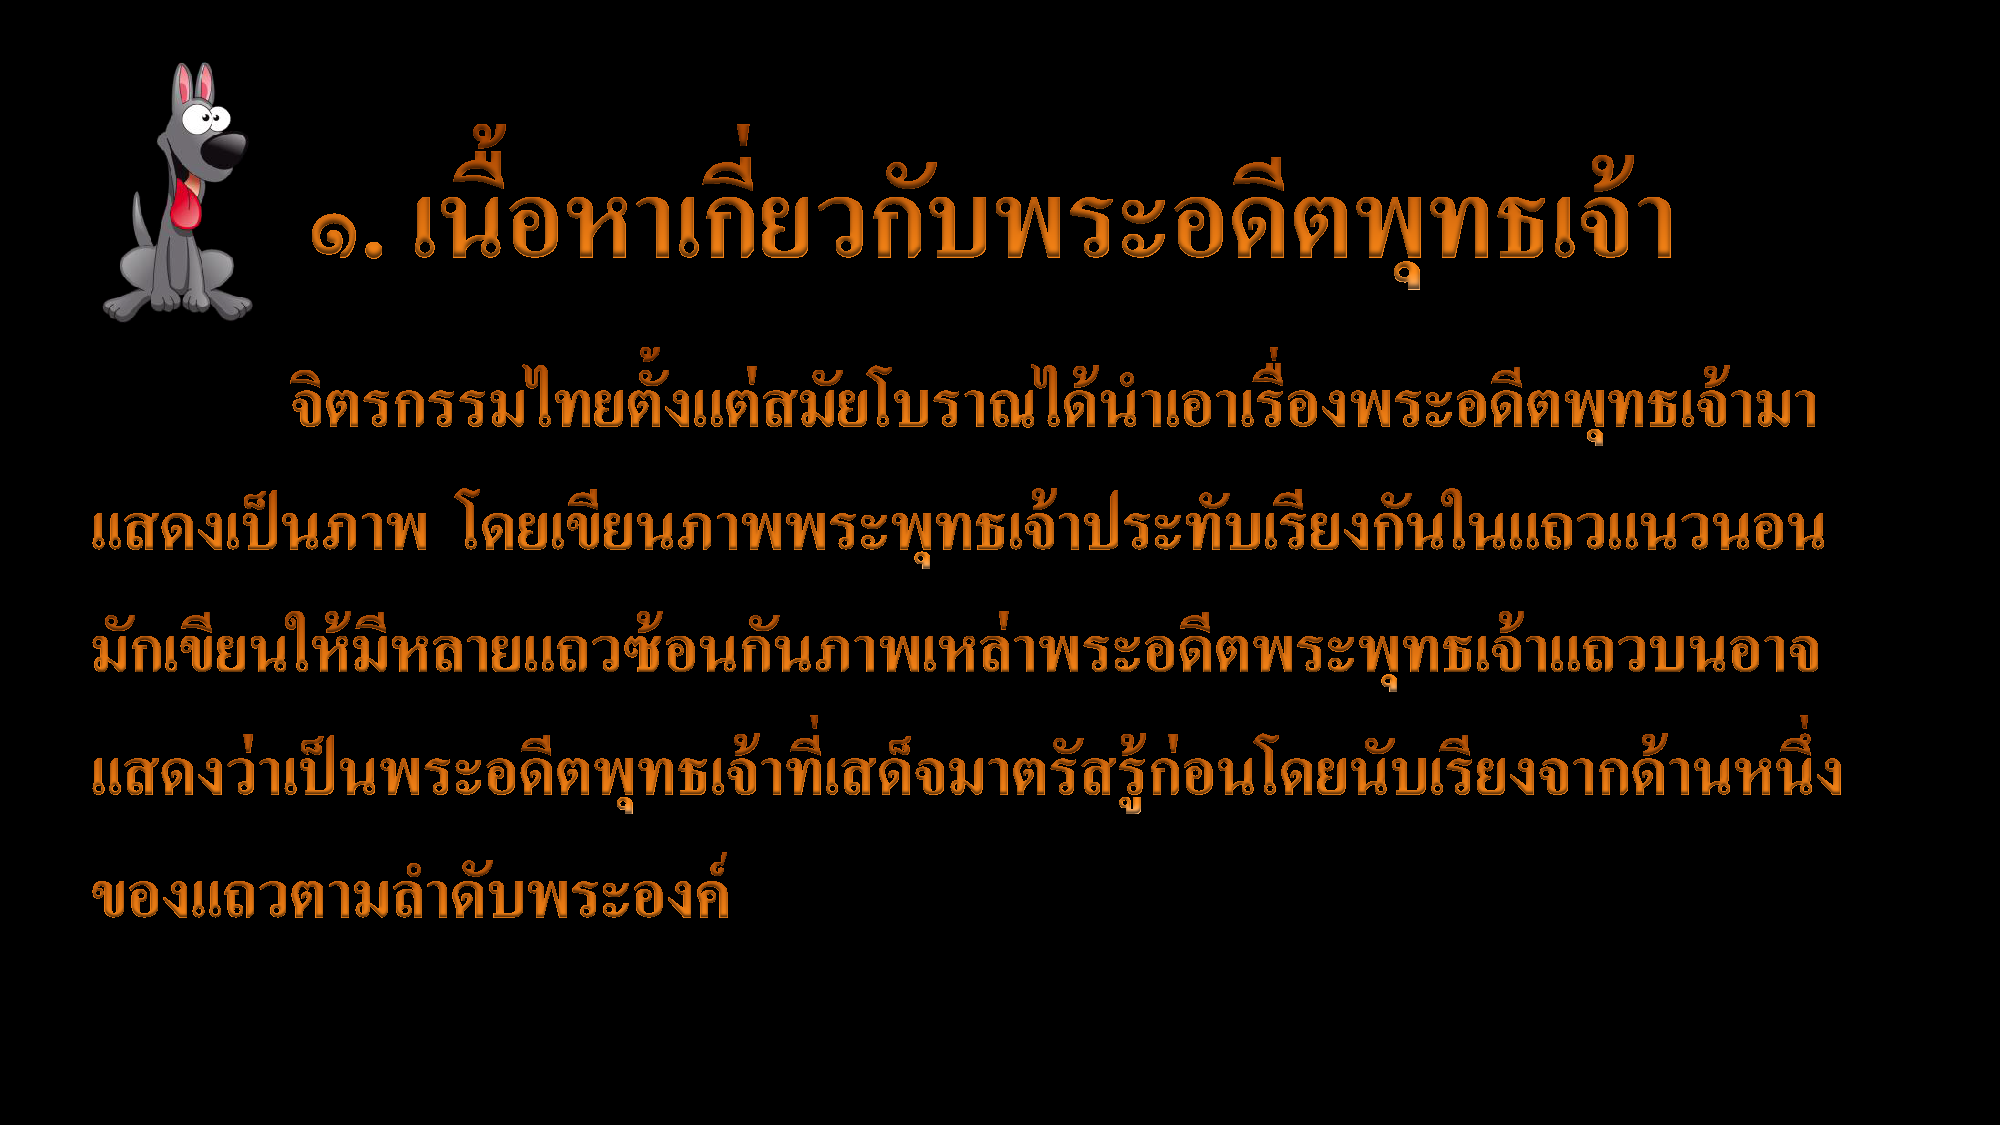 ๑. เนื้อหาเกี่ยวกับพระอดีตพุทธเจ้า
จิตรกรรมไทยตั้งแต่สมัยโบราณได้นำเอาเรื่องพระอดีตพุทธเจ้ามา
แสดงเป็นภาพ โดยเขียนภาพพระพุทธเจ้าประทับเรียงกันในแถวแนวนอน
มักเขียนให้มีหลายแถวซ้อนกันภาพเหล่าพระอดีตพระพุทธเจ้าแถวบนอาจ
แสดงว่าเป็นพระอดีตพุทธเจ้าที่เสด็จมาตรัสรู้ก่อนโดยนับเรียงจากด้านหนึ่ง
ของแถวตามลำดับพระองค์